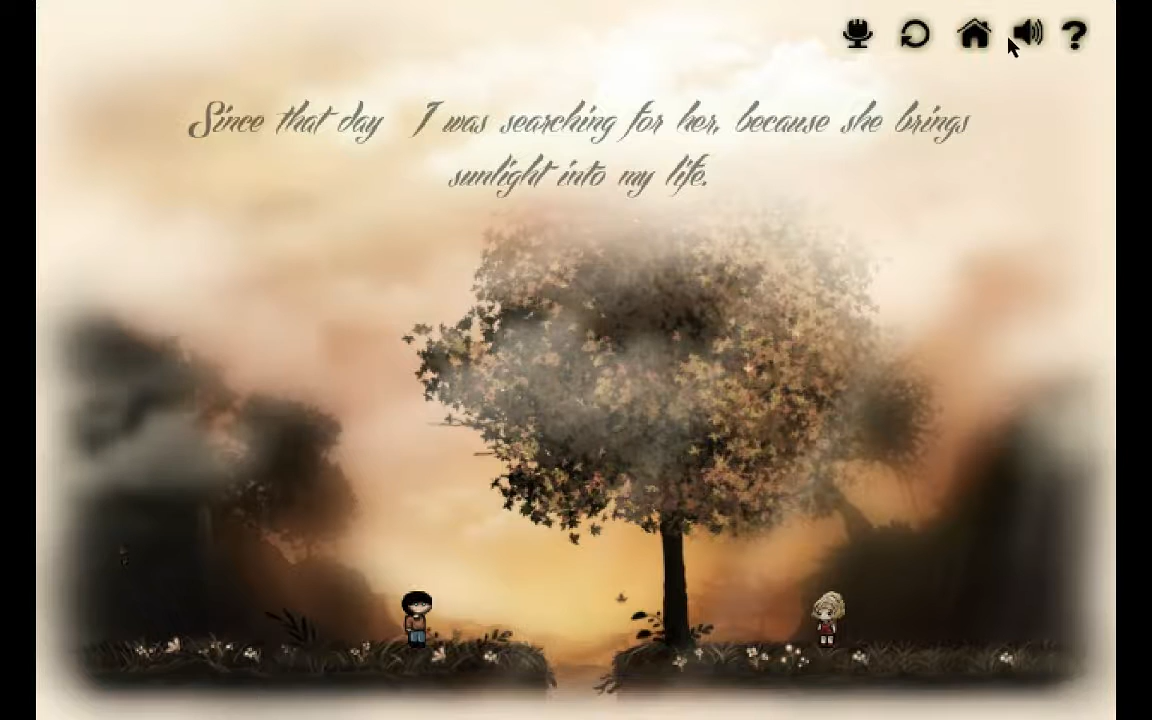 Since that day I was searching for her, because she brings
sunlight into my life.
?